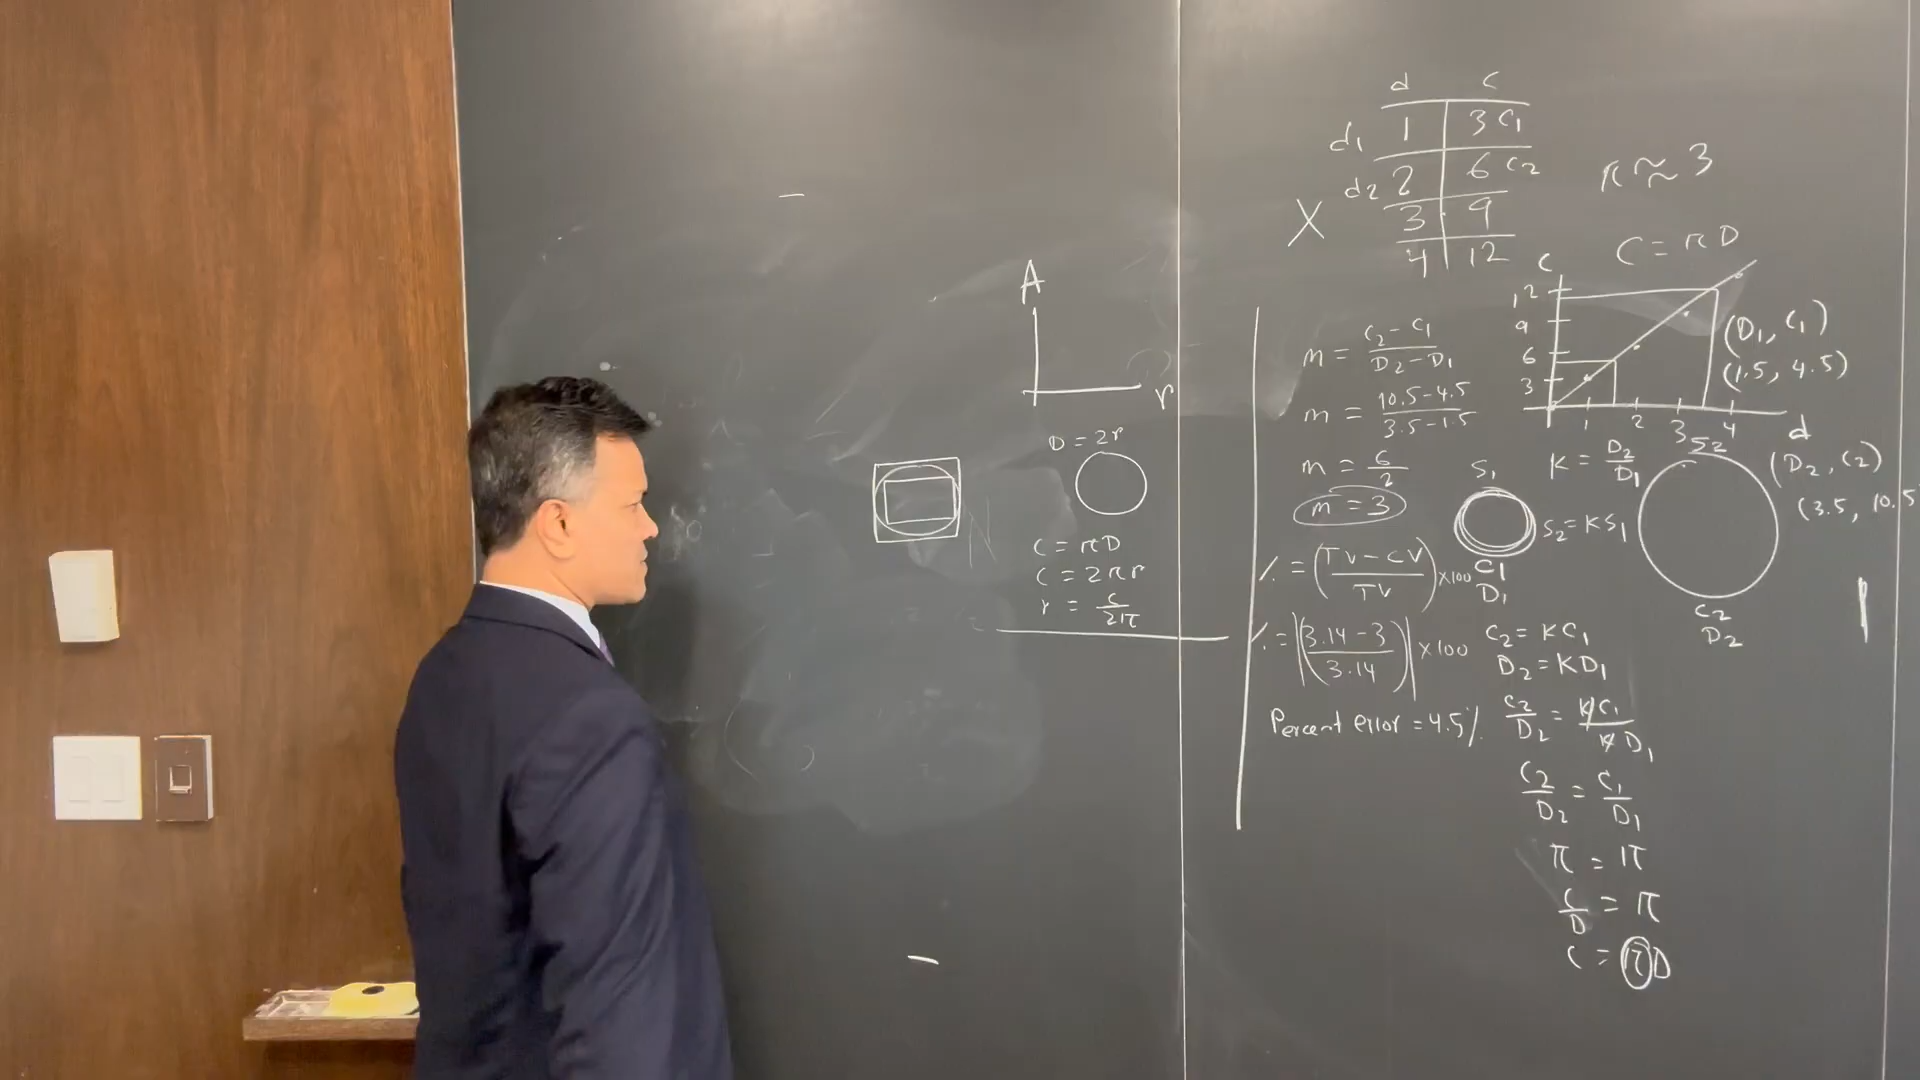 A
r
D = 2r
C = πD
C = 2πr
r = C/2π
d C
d1 1 3 C1
d2 2 6 C2
X 3 9
4 12
π ≈ 3
C = πD
C
12
9
6
3
1 2 3 4 d
(D1, C1)
(1.5, 4.5)
(D2, C2)
(3.5, 10.5
m = C2 - C1 / D2 - D1
m = 10.5 - 4.5 / 3.5 - 1.5
m = 6/2
m = 3
% = (TV - CV / TV) ×100
% = |(3.14 - 3 / 3.14)| ×100
Percent error = 4.5%
K = D2/D1
S1
S2
S2 = KS1
C1
D1
C2
D2
C2 = KC1
D2 = KD1
C2/D2 = KC1/KD1
C2/D2 = C1/D1
π = π
C/D = π
C = πD